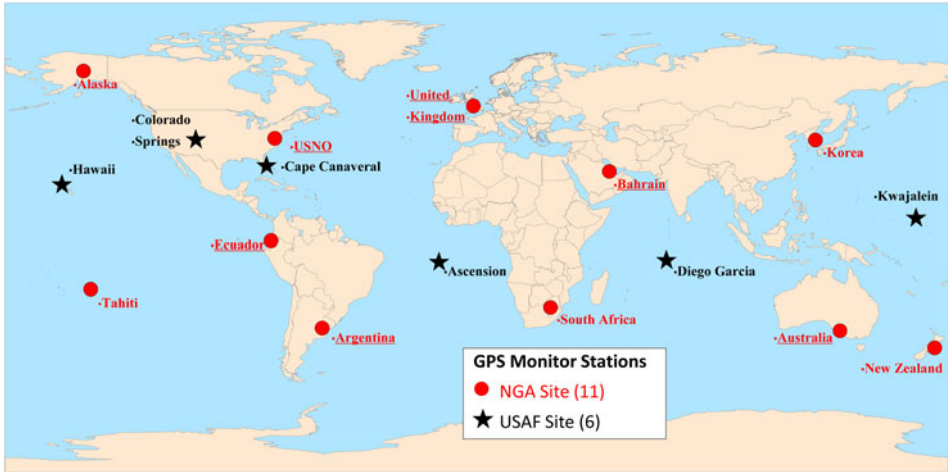 ·Alaska
·United
·Kingdom
·Colorado
·Springs
·USNO
·Korea
·Hawaii
·Cape Canaveral
·Bahrain
·Kwajalein
·Ecuador
·Ascension
·Diego Garcia
·Tahiti
·South Africa
·Argentina
·Australia
·New Zealand
GPS Monitor Stations
NGA Site (11)
USAF Site (6)